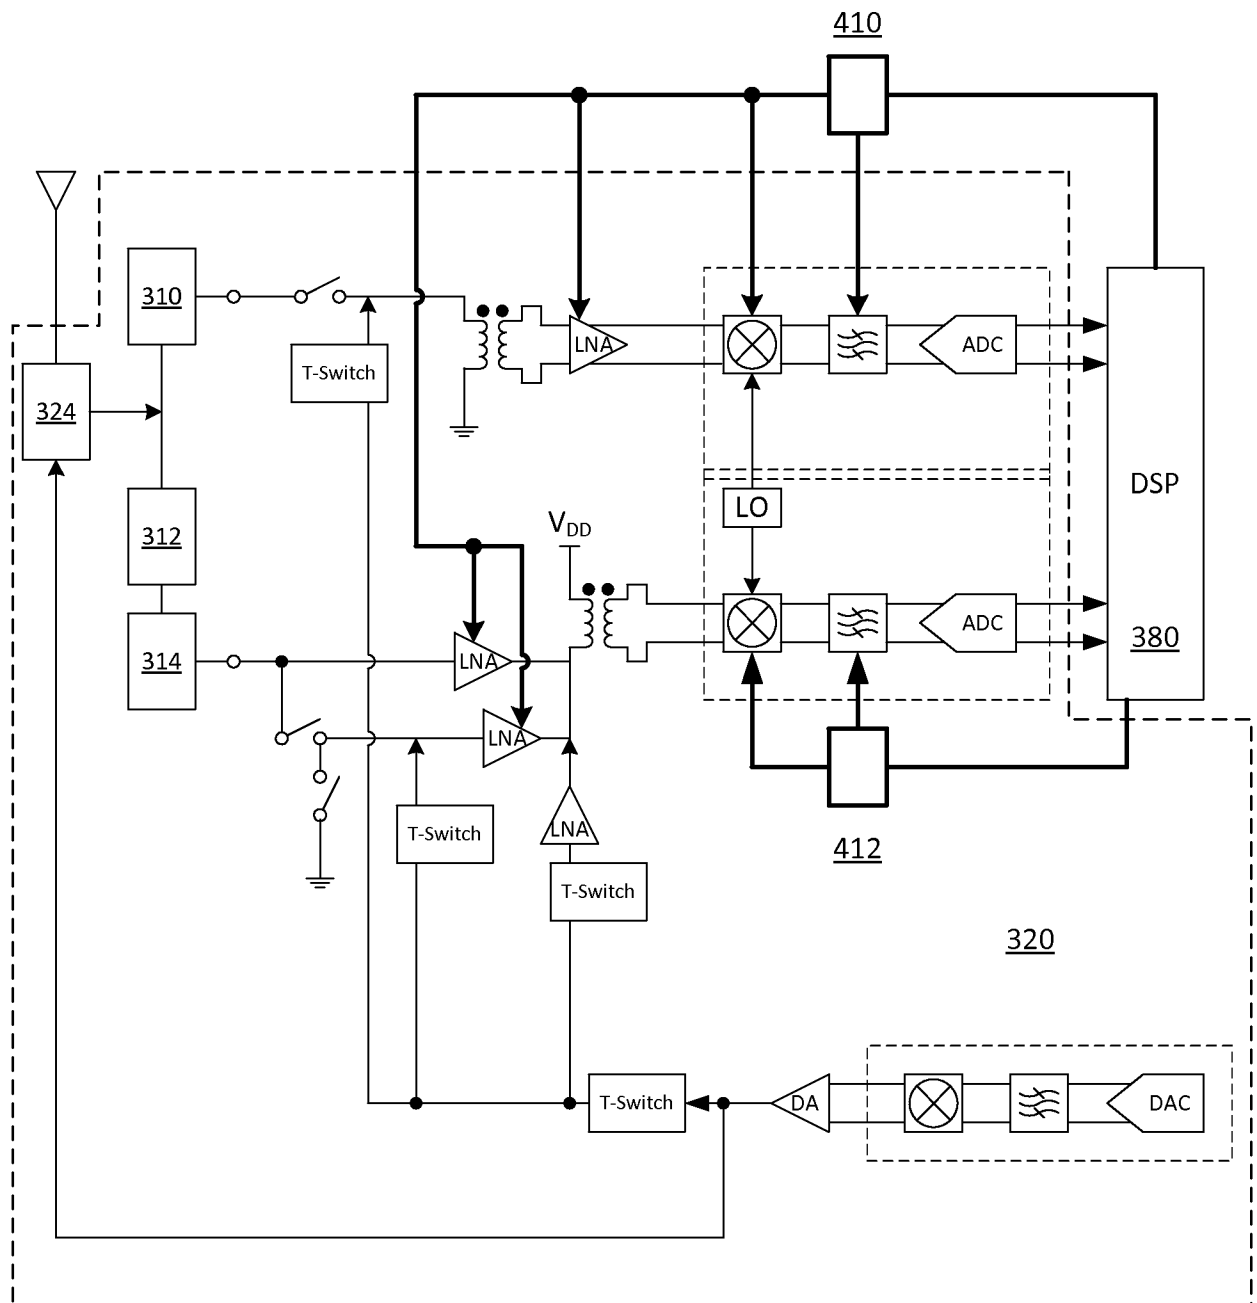 410
310
T-Switch
LNA
ADC
324
DSP
LO
312
VDD
314
LNA
ADC
380
LNA
T-Switch
LNA
412
T-Switch
320
T-Switch
DA
DAC